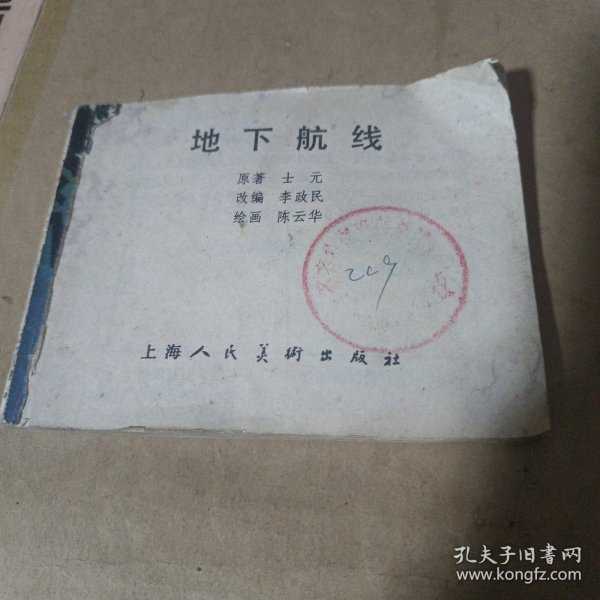 地下航线
原著 士元
改编 李政民
绘画 陈云华
209
上海人民美術出版社
孔夫子旧书网
www.kongfz.com